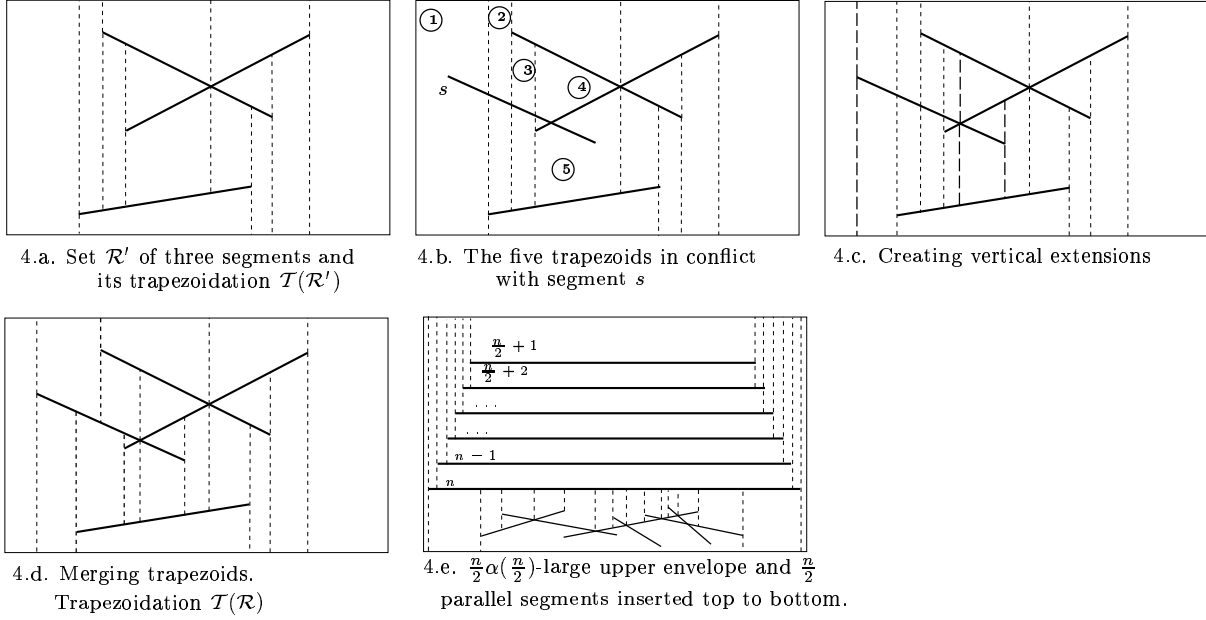 1
2
3
4
5
s
4.a. Set R′ of three segments and
its trapezoidation T(R′)
4.b. The five trapezoids in conflict
with segment s
4.c. Creating vertical extensions
4.d. Merging trapezoids.
Trapezoidation T(R)
n/2 + 1
n/2 + 2
. . .
. . .
n − 1
n
4.e. n/2 α(n/2)-large upper envelope and n/2
parallel segments inserted top to bottom.